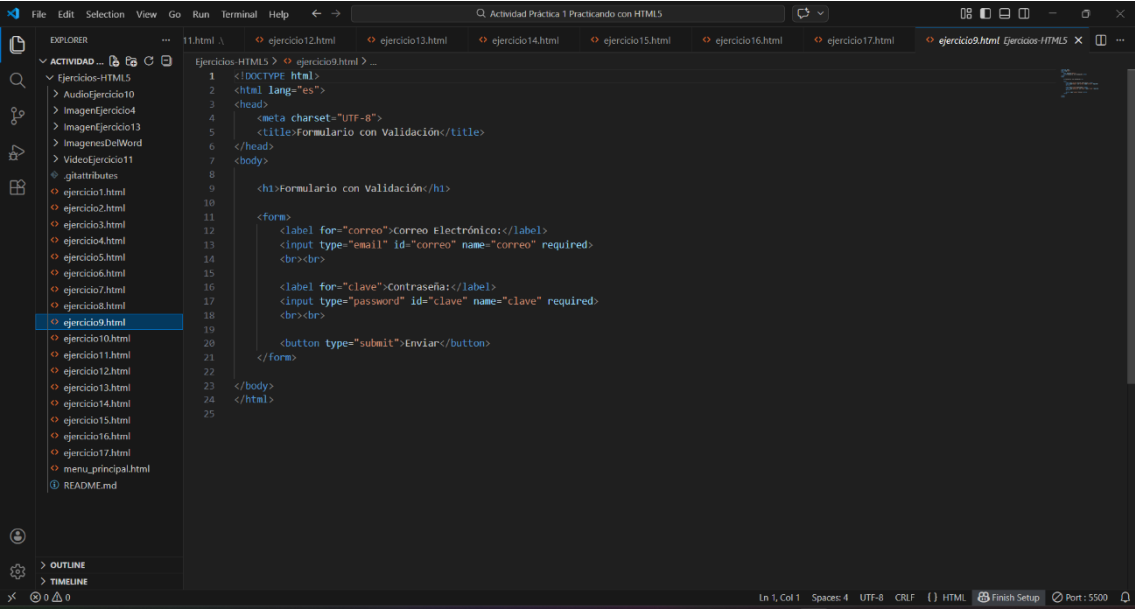 File Edit Selection View Go Run Terminal Help
Actividad Práctica 1 Practicando con HTML5
EXPLORER
ACTIVIDAD ...
Ejercicios-HTML5
AudioEjercicio10
ImagenEjercicio4
ImagenEjercicio13
ImagenesDelWord
VideoEjercicio11
.gitattributes
ejercicio1.html
ejercicio2.html
ejercicio3.html
ejercicio4.html
ejercicio5.html
ejercicio6.html
ejercicio7.html
ejercicio8.html
ejercicio9.html
ejercicio10.html
ejercicio11.html
ejercicio12.html
ejercicio13.html
ejercicio14.html
ejercicio15.html
ejercicio16.html
ejercicio17.html
menu_principal.html
README.md
OUTLINE
TIMELINE
11.html .\ ejercicio12.html ejercicio13.html ejercicio14.html ejercicio15.html ejercicio16.html ejercicio17.html ejercicio9.html Ejercicios-HTML5
Ejercicios-HTML5 > ejercicio9.html > ...
1 <!DOCTYPE html>
2 <html lang="es">
3 <head>
4 <meta charset="UTF-8">
5 <title>Formulario con Validación</title>
6 </head>
7 <body>
8
9 <h1>Formulario con Validación</h1>
10
11 <form>
12 <label for="correo">Correo Electrónico:</label>
13 <input type="email" id="correo" name="correo" required>
14 <br><br>
15
16 <label for="clave">Contraseña:</label>
17 <input type="password" id="clave" name="clave" required>
18 <br><br>
19
20 <button type="submit">Enviar</button>
21 </form>
22
23 </body>
24 </html>
25
0 0 Ln 1, Col 1 Spaces: 4 UTF-8 CRLF {} HTML Finish Setup Port : 5500